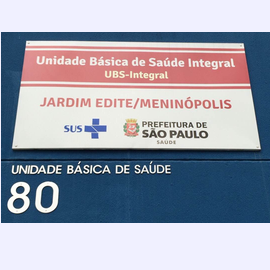 Unidade Básica de Saúde Integral
UBS-Integral
JARDIM EDITE/MENINÓPOLIS
SUS
PREFEITURA DE
SÃO PAULO
SAÚDE
UNIDADE BÁSICA DE SAÚDE
80